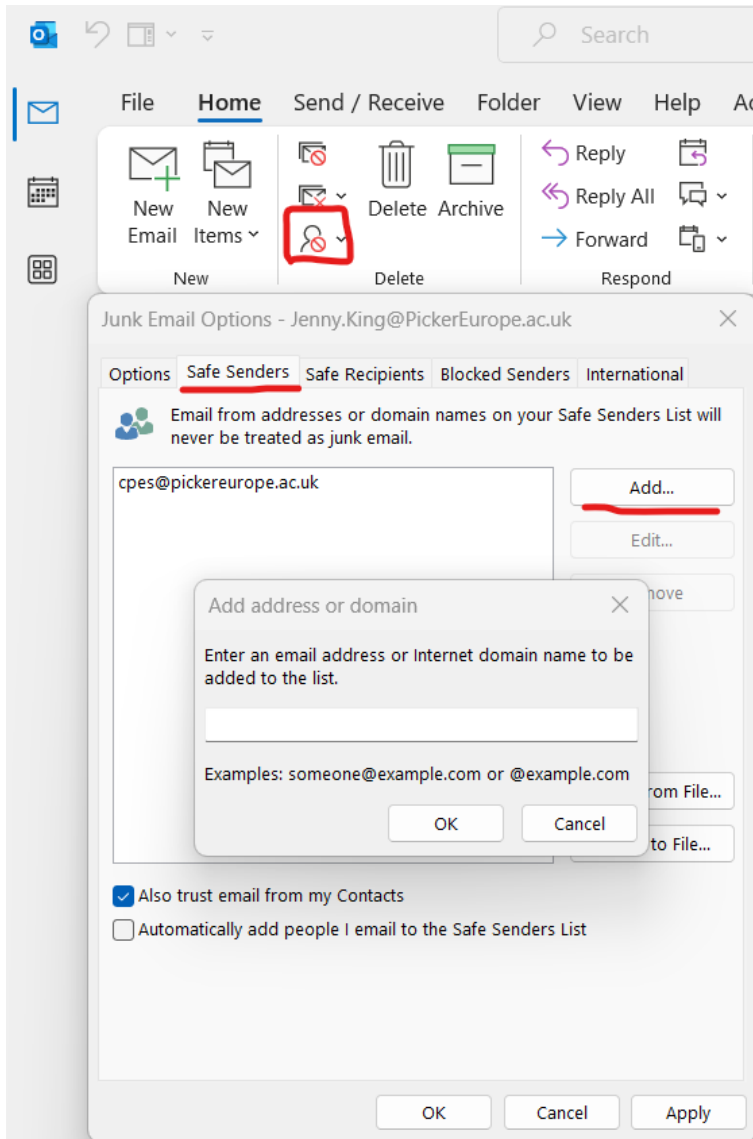 Search
File Home Send / Receive Folder View Help
New Email
New Items
Delete
Archive
Reply
Reply All
Forward
New
Delete
Respond
Junk Email Options - Jenny.King@PickerEurope.ac.uk
Options Safe Senders Safe Recipients Blocked Senders International
Email from addresses or domain names on your Safe Senders List will
never be treated as junk email.
cpes@pickereurope.ac.uk
Add...
Edit...
Add address or domain
Enter an email address or Internet domain name to be
added to the list.
Examples: someone@example.com or @example.com
OK Cancel
om File...
to File...
Also trust email from my Contacts
Automatically add people I email to the Safe Senders List
OK Cancel Apply